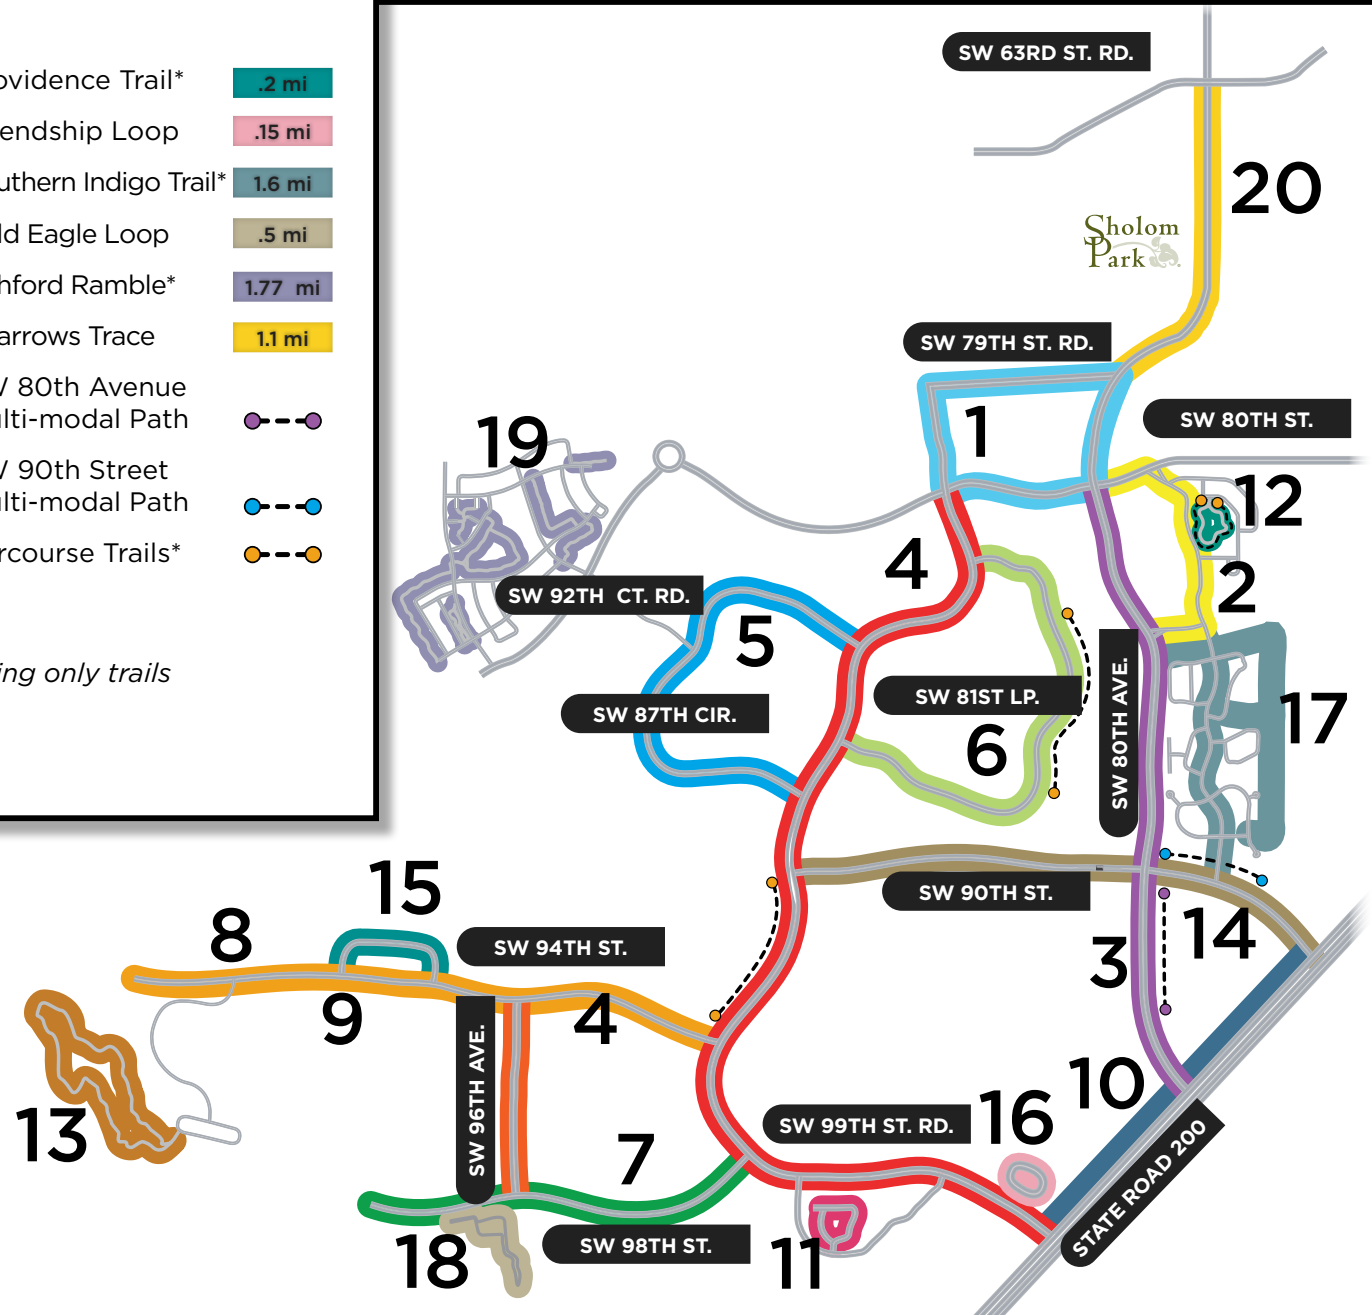 ovidence Trail* .2 mi
endship Loop .15 mi
uthern Indigo Trail* 1.6 mi
ld Eagle Loop .5 mi
hford Ramble* 1.77 mi
arrows Trace 1.1 mi
V 80th Avenue
ulti-modal Path
V 90th Street
ulti-modal Path
rcourse Trails*
ing only trails
SW 63RD ST. RD.
20
Sholom
Park
SW 79TH ST. RD.
1
SW 80TH ST.
19
12
4
2
SW 92TH CT. RD.
5
SW 81ST LP.
SW 87TH CIR.
6
SW 80TH AVE.
17
15
SW 90TH ST.
8
SW 94TH ST.
3
14
9
4
SW 96TH AVE.
10
13
7
SW 99TH ST. RD.
16
STATE ROAD 200
18
SW 98TH ST.
11